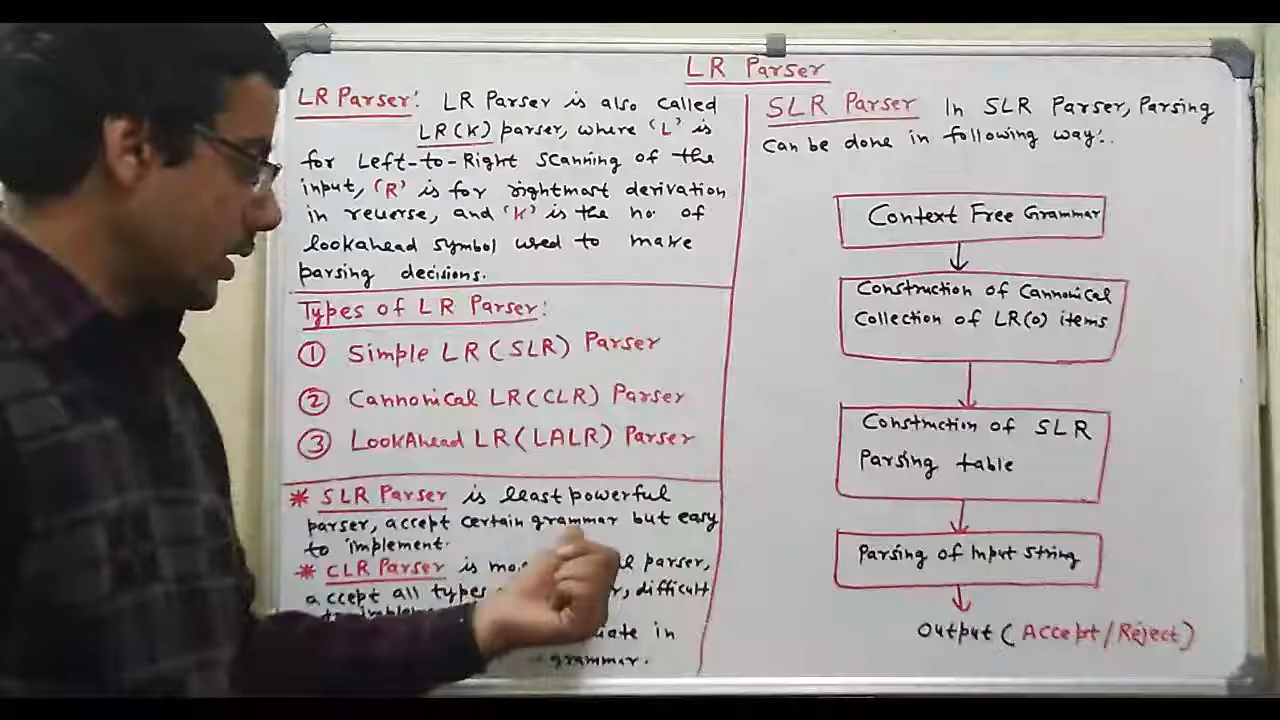 LR Parser
LR Parser: LR Parser is also called
LR(K) parser, where 'L' is
for Left-to-Right scanning of the
input, 'R' is for rightmost derivation
in reverse, and 'K' is the no. of
lookahead symbol used to make
parsing decisions.
Types of LR Parser:
① Simple LR (SLR) Parser
② Cannonical LR(CLR) Parser
③ LookAhead LR(LALR) Parser
* SLR Parser is least powerful
parser, accept certain grammar but easy
to implement.
* CLR Parser is parser,
accept all types difficult
to
in
grammar.
SLR Parser In SLR Parser, Parsing
can be done in following way:.
Context Free Grammar
Construction of Cannonical
Collection of LR(0) items
Construction of SLR
Parsing table
Parsing of Input String
Output (Accept/Reject)